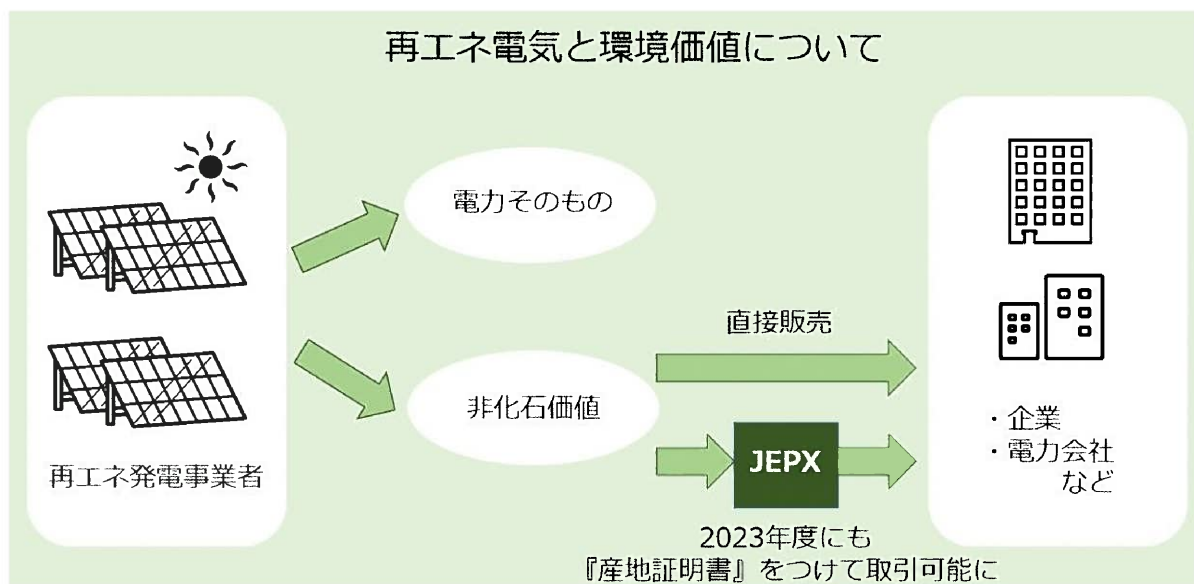 再エネ電気と環境価値について
電力そのもの
直接販売
非化石価値
JEPX
再エネ発電事業者
・企業
・電力会社
など
2023年度にも
『産地証明書』をつけて取引可能に